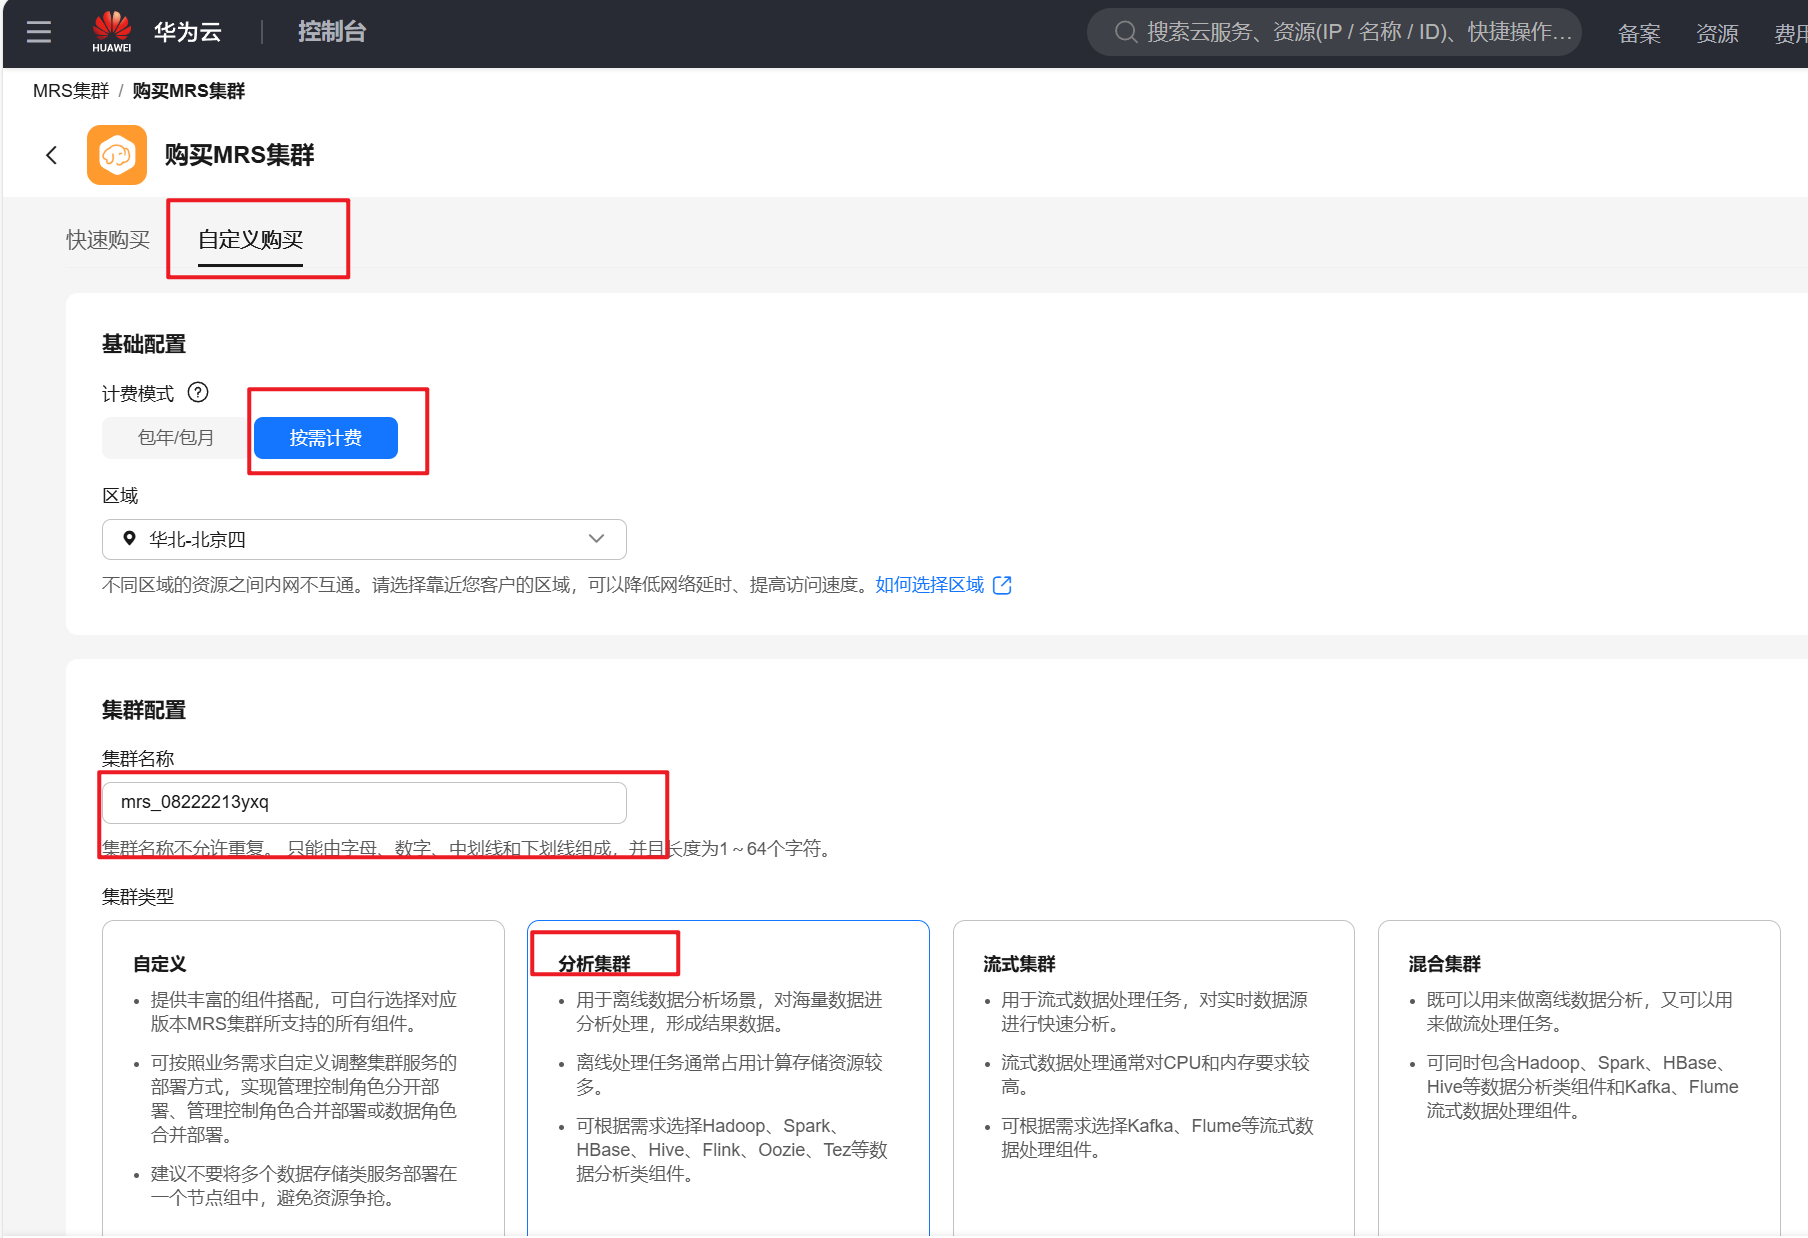 HUAWEI
华为云
控制台
搜索云服务、资源(IP / 名称 / ID)、快捷操作...
备案
资源
费用
MRS集群 / 购买MRS集群
购买MRS集群
快速购买
自定义购买
基础配置
计费模式 ?
包年/包月
按需计费
区域
华北-北京四
不同区域的资源之间内网不互通。请选择靠近您客户的区域，可以降低网络延时、提高访问速度。如何选择区域
集群配置
集群名称
mrs_08222213yxq
集群名称不允许重复。 只能由字母、数字、中划线和下划线组成，并且长度为1～64个字符。
集群类型
自定义
• 提供丰富的组件搭配，可自行选择对应
版本MRS集群所支持的所有组件。
• 可按照业务需求自定义调整集群服务的
部署方式，实现管理控制角色分开部
署、管理控制角色合并部署或数据角色
合并部署。
• 建议不要将多个数据存储类服务部署在
一个节点组中，避免资源争抢。
分析集群
• 用于离线数据分析场景，对海量数据进
分析处理，形成结果数据。
• 离线处理任务通常占用计算存储资源较
多。
• 可根据需求选择Hadoop、Spark、
HBase、Hive、Flink、Oozie、Tez等数
据分析类组件。
流式集群
• 用于流式数据处理任务，对实时数据源
进行快速分析。
• 流式数据处理通常对CPU和内存要求较
高。
• 可根据需求选择Kafka、Flume等流式数
据处理组件。
混合集群
• 既可以用来做离线数据分析，又可以用
来做流处理任务。
• 可同时包含Hadoop、Spark、HBase、
Hive等数据分析类组件和Kafka、Flume
流式数据处理组件。